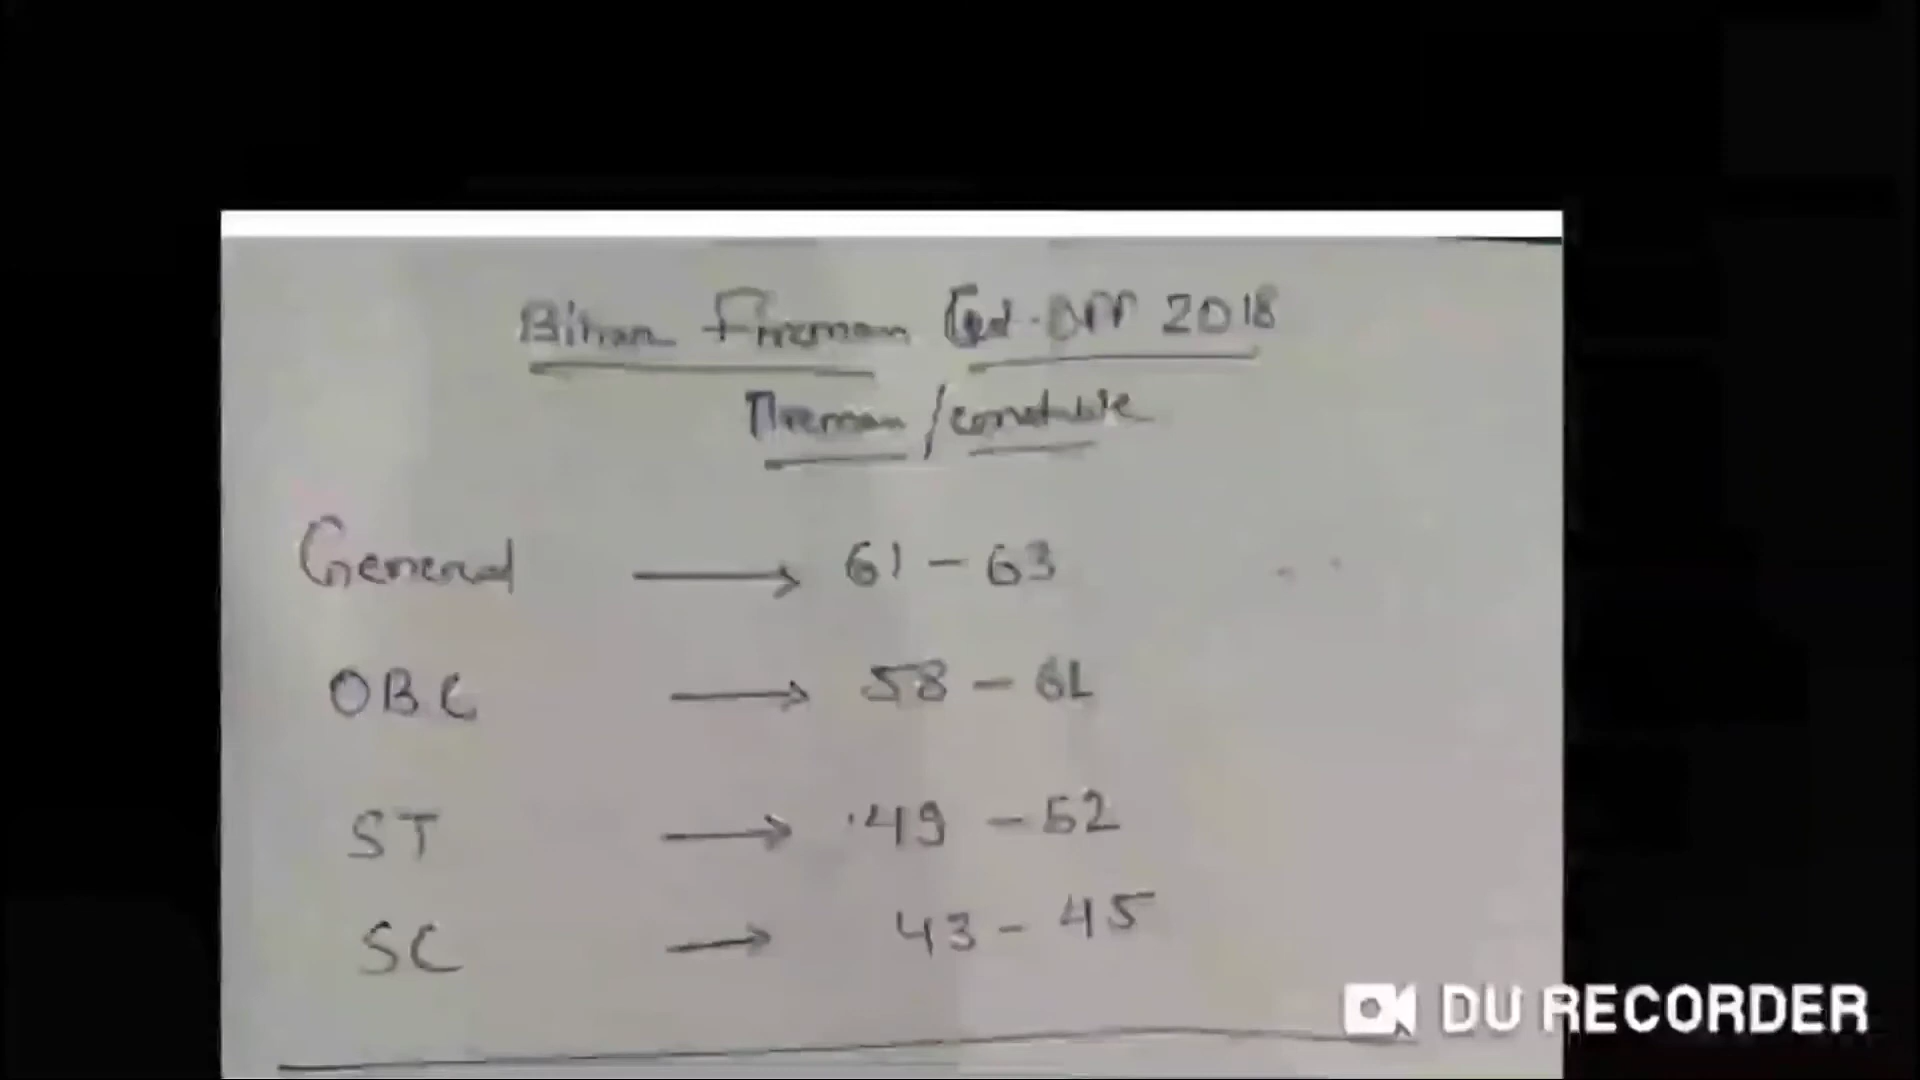 Bihar Fireman Cut-Off 2018
Fireman / constable
General → 61 - 63
OBC → 58 - 61
ST → 49 - 52
SC → 43 - 45
DU RECORDER